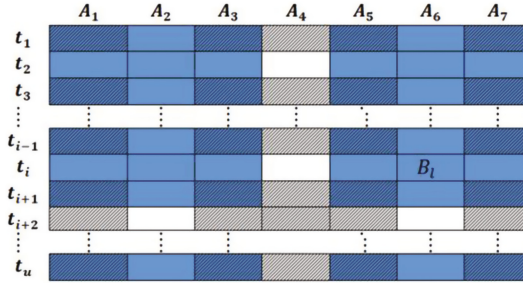 A₁ A₂ A₃ A₄ A₅ A₆ A₇
t₁
t₂
t₃
⋮ ⋮ ⋮ ⋮ ⋮ ⋮ ⋮ ⋮
tᵢ₋₁
tᵢ Bₗ
tᵢ₊₁
tᵢ₊₂
⋮ ⋮ ⋮ ⋮ ⋮ ⋮
tᵤ